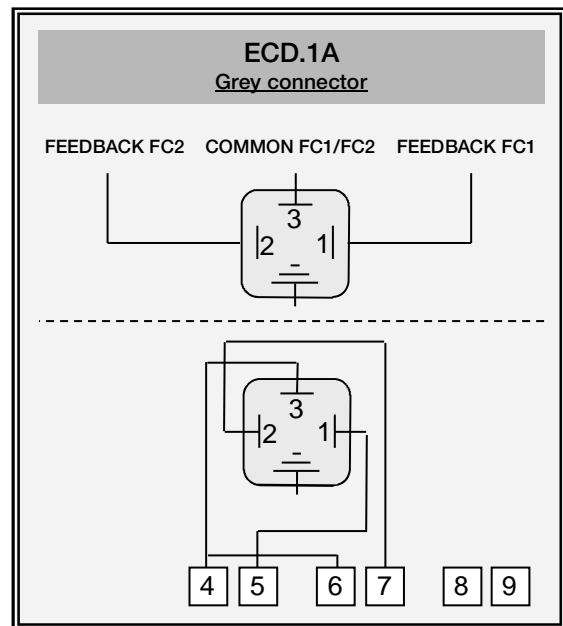 ECD.1A
Grey connector
FEEDBACK FC2 COMMON FC1/FC2 FEEDBACK FC1
3
2 1
3
2 1
4 5 6 7 8 9